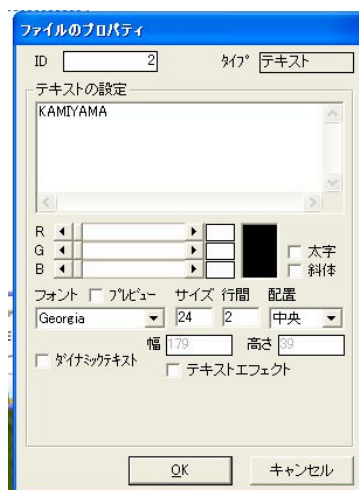 ファイルのプロパティ
ID 2 ﾀｲﾌﾟ テキスト
テキストの設定
KAMIYAMA
R
G
B
太字
斜体
フォント ﾌﾟﾚﾋﾞｭｰ サイズ 行間 配置
Georgia 24 2 中央
幅 179 高さ 39
ﾀﾞｲﾅﾐｯｸﾃｷｽﾄ テキストエフェクト
OK キャンセル